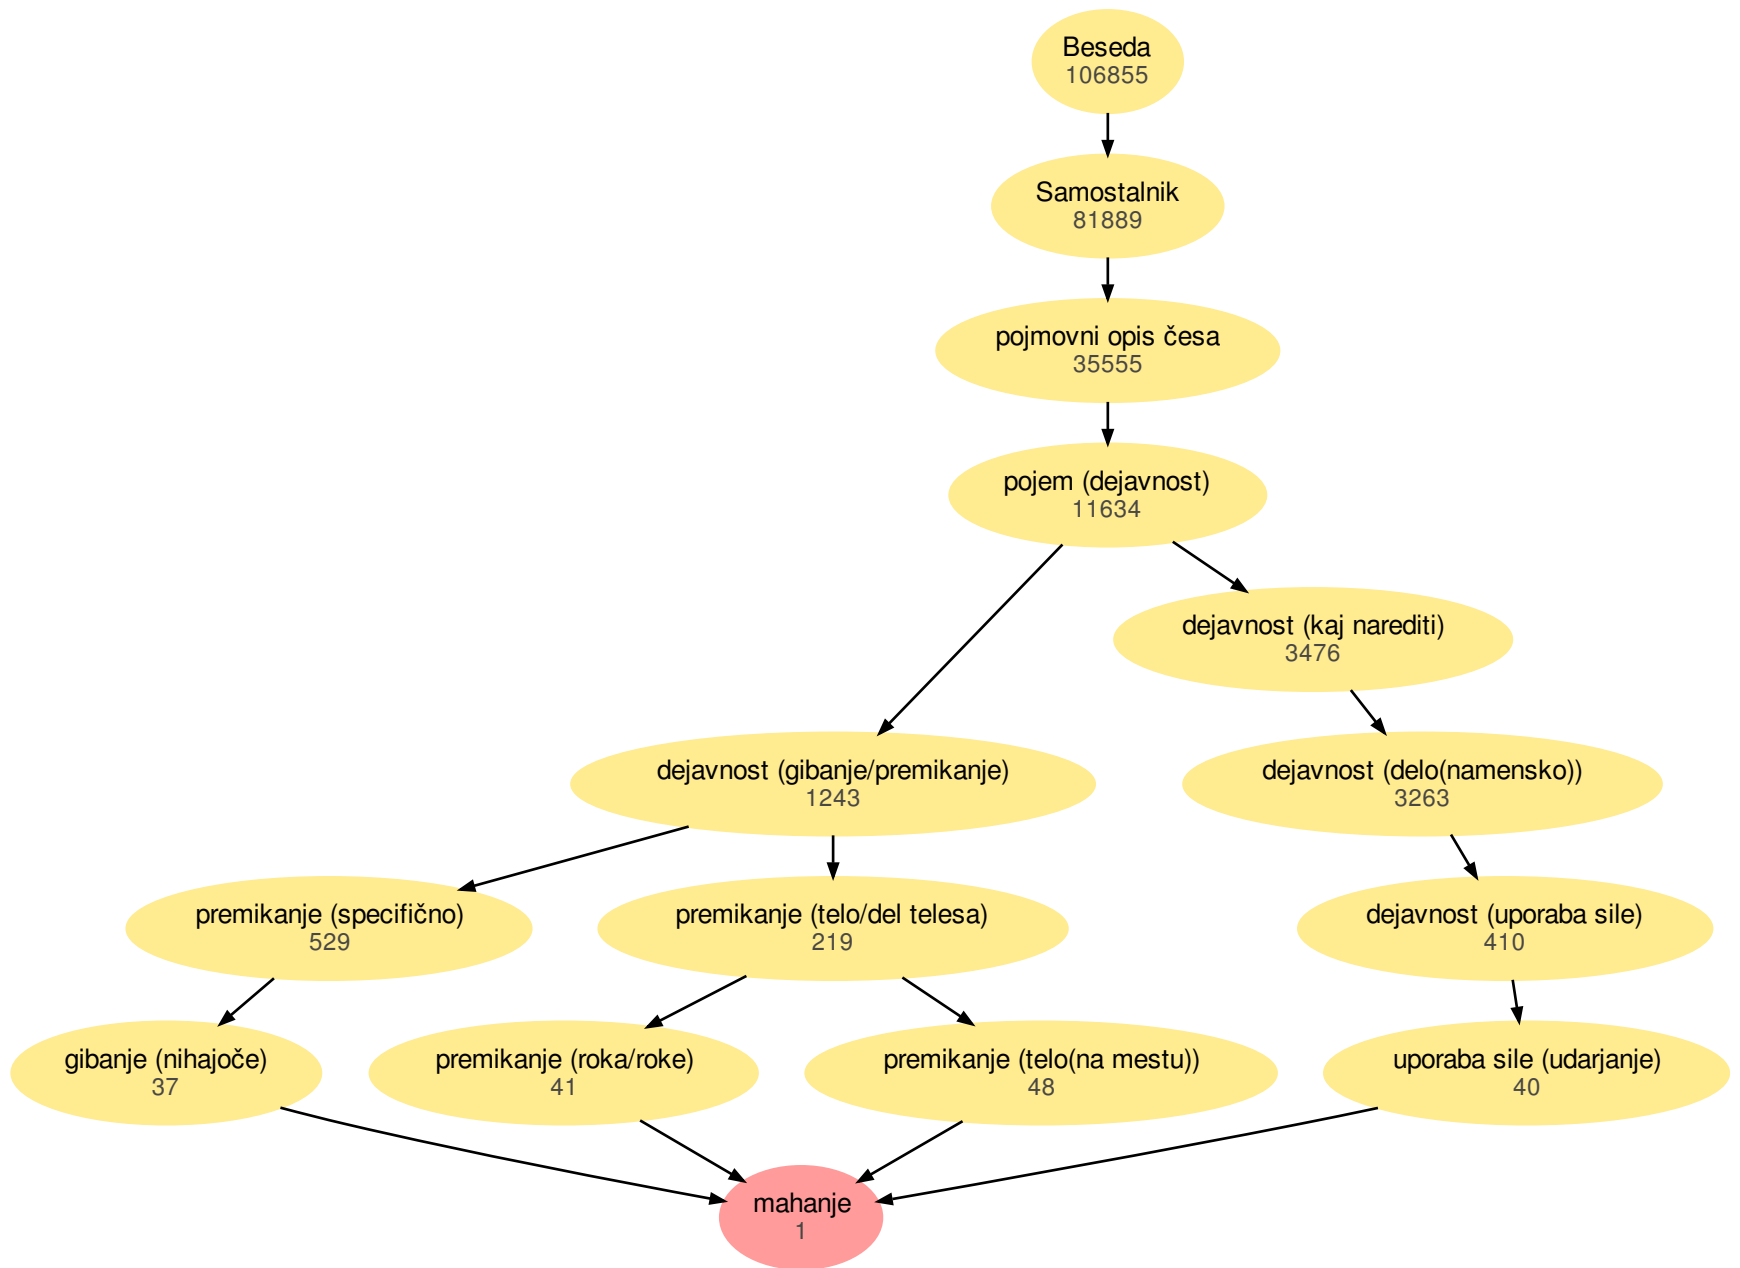 Beseda
106855
Samostalnik
81889
pojmovni opis česa
35555
pojem (dejavnost)
11634
dejavnost (kaj narediti)
3476
dejavnost (gibanje/premikanje)
1243
dejavnost (delo(namensko))
3263
premikanje (specifično)
529
premikanje (telo/del telesa)
219
dejavnost (uporaba sile)
410
gibanje (nihajoče)
37
premikanje (roka/roke)
41
premikanje (telo(na mestu))
48
uporaba sile (udarjanje)
40
mahanje
1